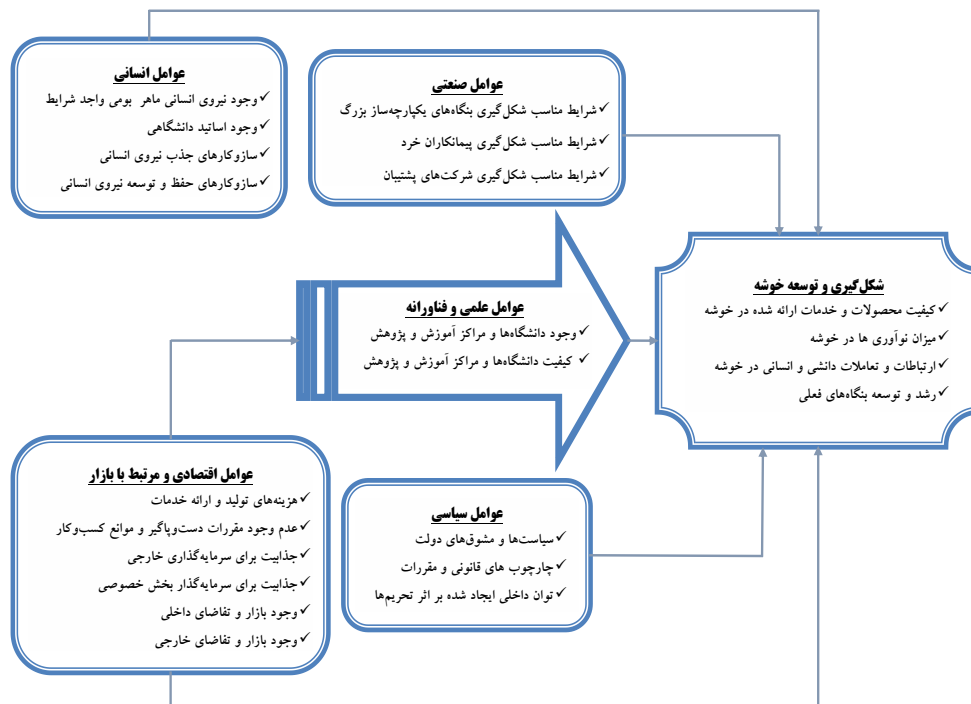 عوامل انسانی
✓وجود نیروی انسانی ماهر بومی واجد شرایط
✓وجود اساتید دانشگاهی
✓سازوکارهای جذب نیروی انسانی
✓سازوکارهای حفظ و توسعه نیروی انسانی
عوامل صنعتی
✓شرایط مناسب شکل‌گیری بنگاه‌های یکپارچه‌ساز بزرگ
✓شرایط مناسب شکل‌گیری پیمانکاران خرد
✓شرایط مناسب شکل‌گیری شرکت‌های پشتیبان
عوامل علمی و فناورانه
✓وجود دانشگاه‌ها و مراکز آموزش و پژوهش
✓کیفیت دانشگاه‌ها و مراکز آموزش و پژوهش
شکل‌گیری و توسعه خوشه
✓کیفیت محصولات و خدمات ارائه شده در خوشه
✓میزان نوآوری ها در خوشه
✓ارتباطات و تعاملات دانشی و انسانی در خوشه
✓رشد و توسعه بنگاه‌های فعلی
عوامل اقتصادی و مرتبط با بازار
✓هزینه‌های تولید و ارائه خدمات
✓عدم وجود مقررات دست‌وپاگیر و موانع کسب‌وکار
✓جذابیت برای سرمایه‌گذاری خارجی
✓جذابیت برای سرمایه‌گذار بخش خصوصی
✓وجود بازار و تقاضای داخلی
✓وجود بازار و تقاضای خارجی
عوامل سیاسی
✓سیاست‌ها و مشوق‌های دولت
✓چارچوب های قانونی و مقررات
✓توان داخلی ایجاد شده بر اثر تحریم‌ها